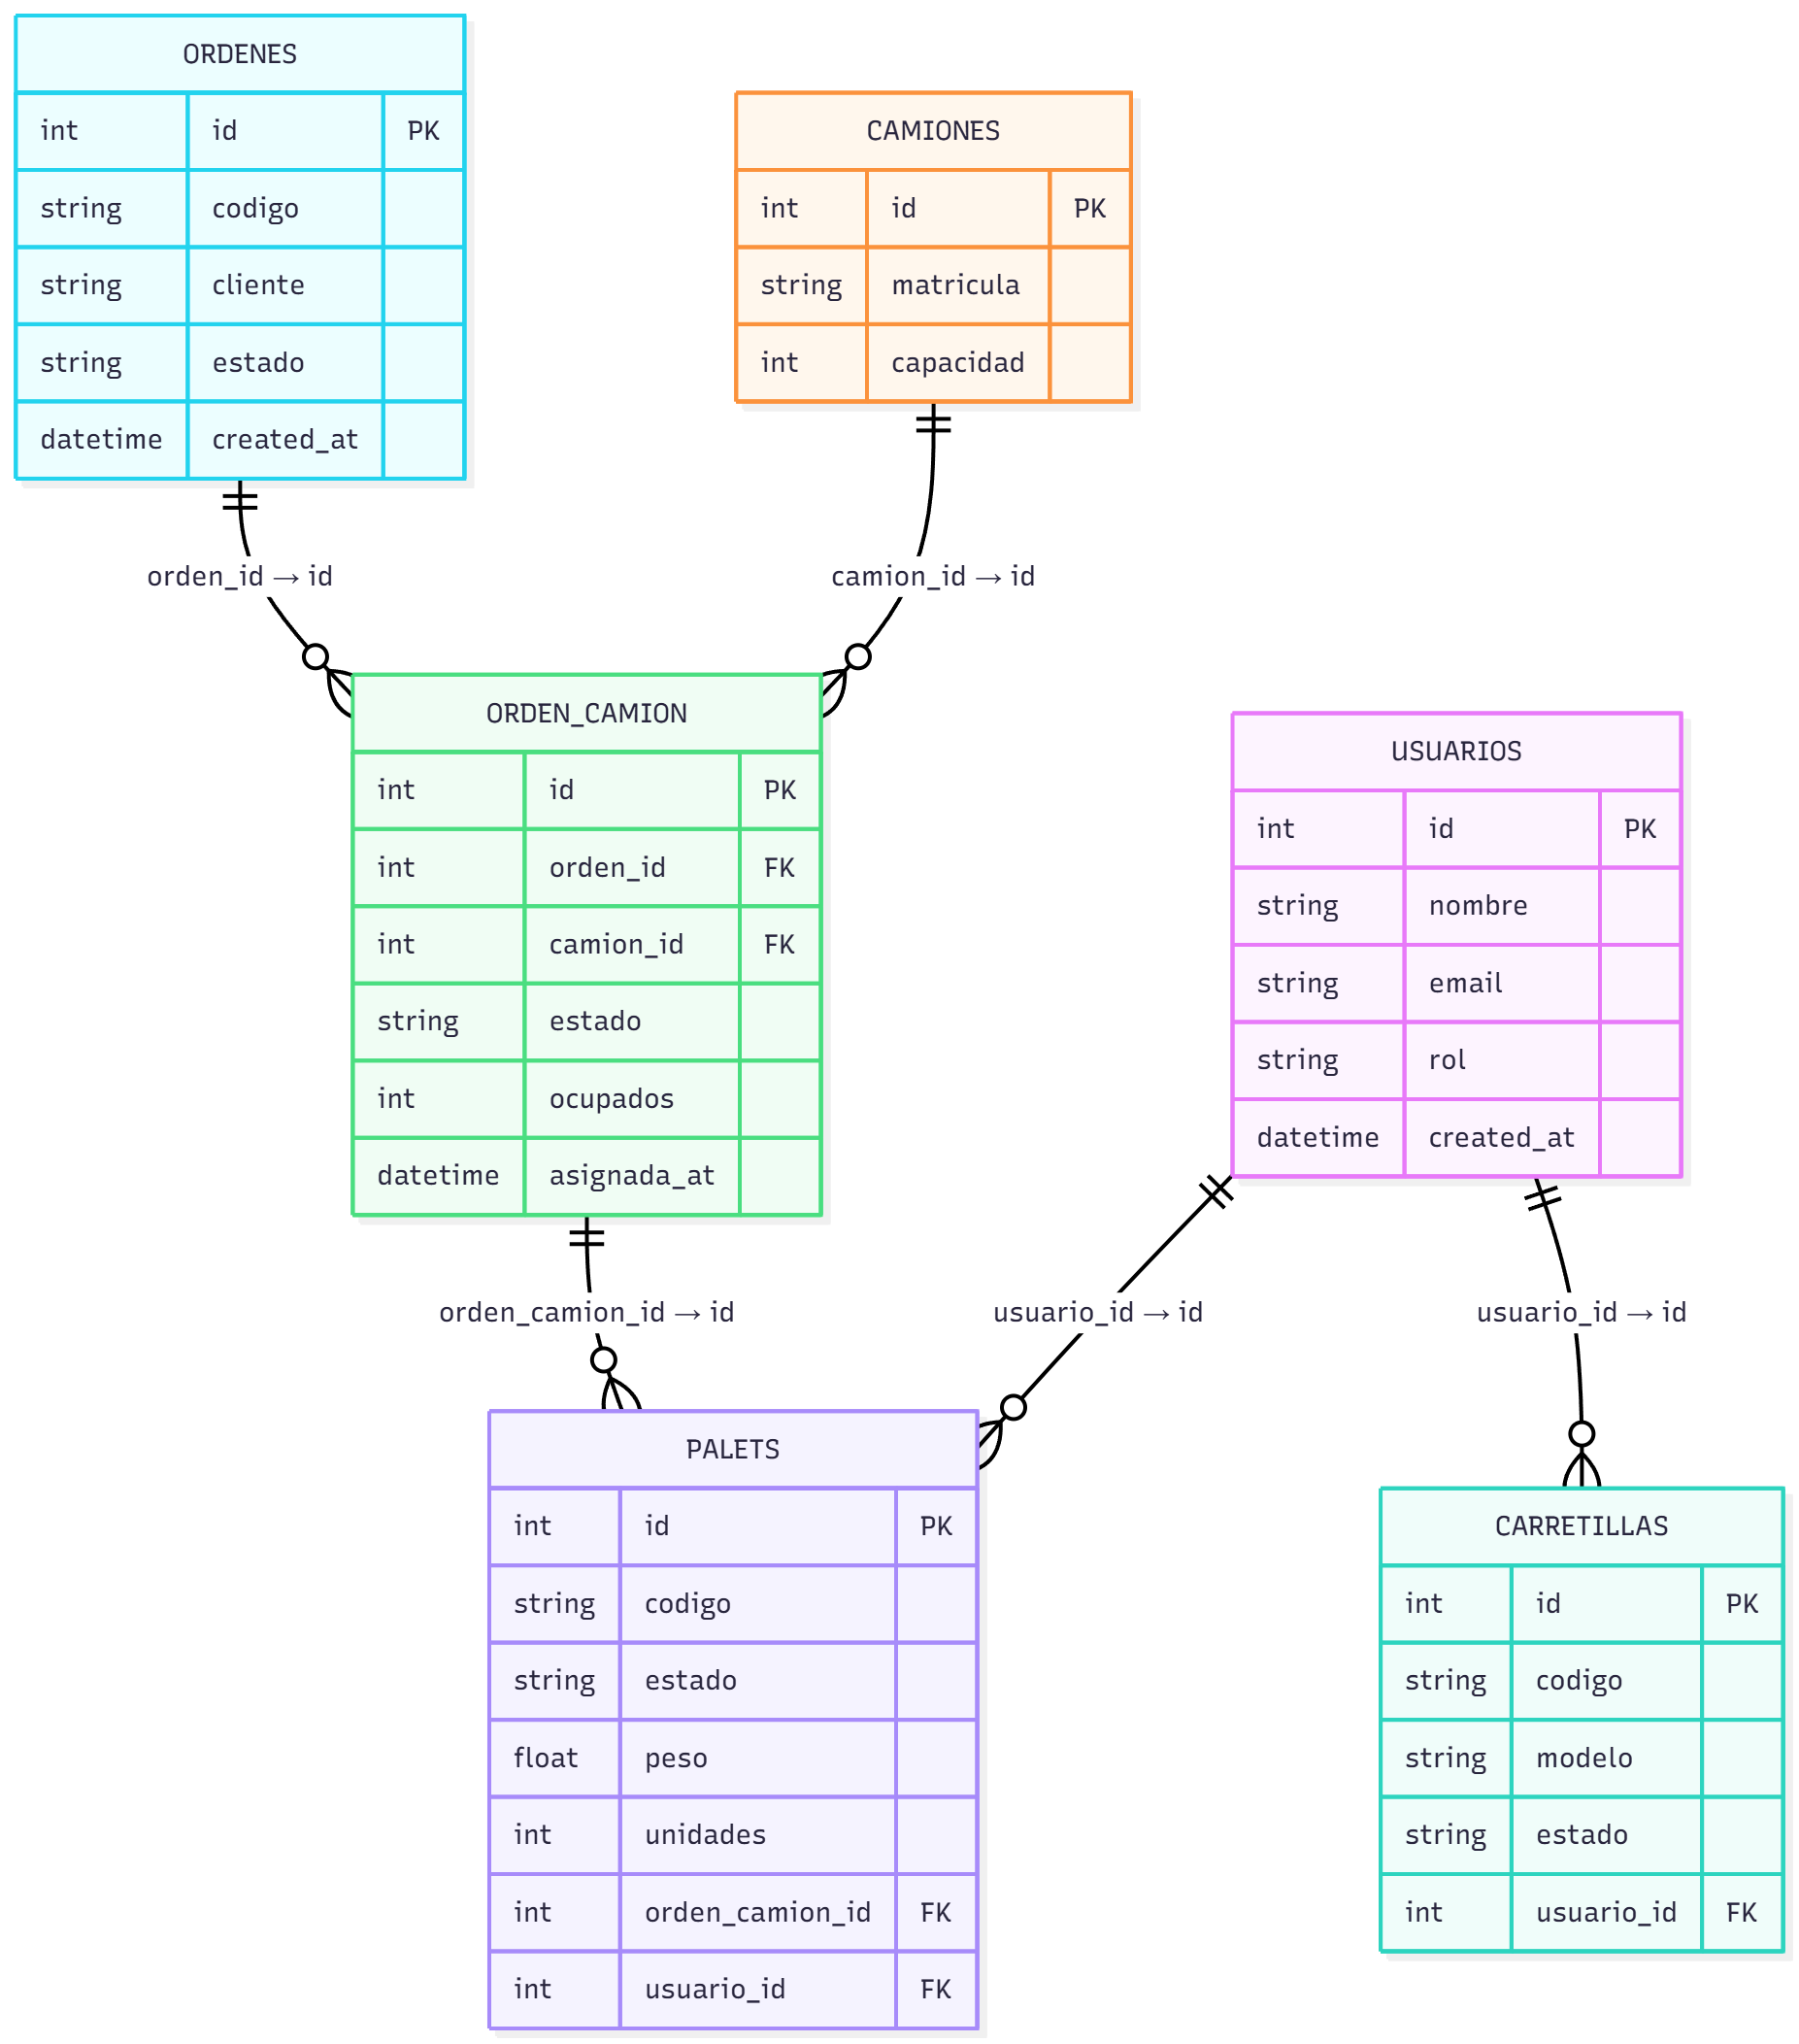 ORDENES
int id PK
string codigo
string cliente
string estado
datetime created_at
CAMIONES
int id PK
string matricula
int capacidad
orden_id → id
camion_id → id
ORDEN_CAMION
int id PK
int orden_id FK
int camion_id FK
string estado
int ocupados
datetime asignada_at
USUARIOS
int id PK
string nombre
string email
string rol
datetime created_at
orden_camion_id → id
usuario_id → id
usuario_id → id
PALETS
int id PK
string codigo
string estado
float peso
int unidades
int orden_camion_id FK
int usuario_id FK
CARRETILLAS
int id PK
string codigo
string modelo
string estado
int usuario_id FK